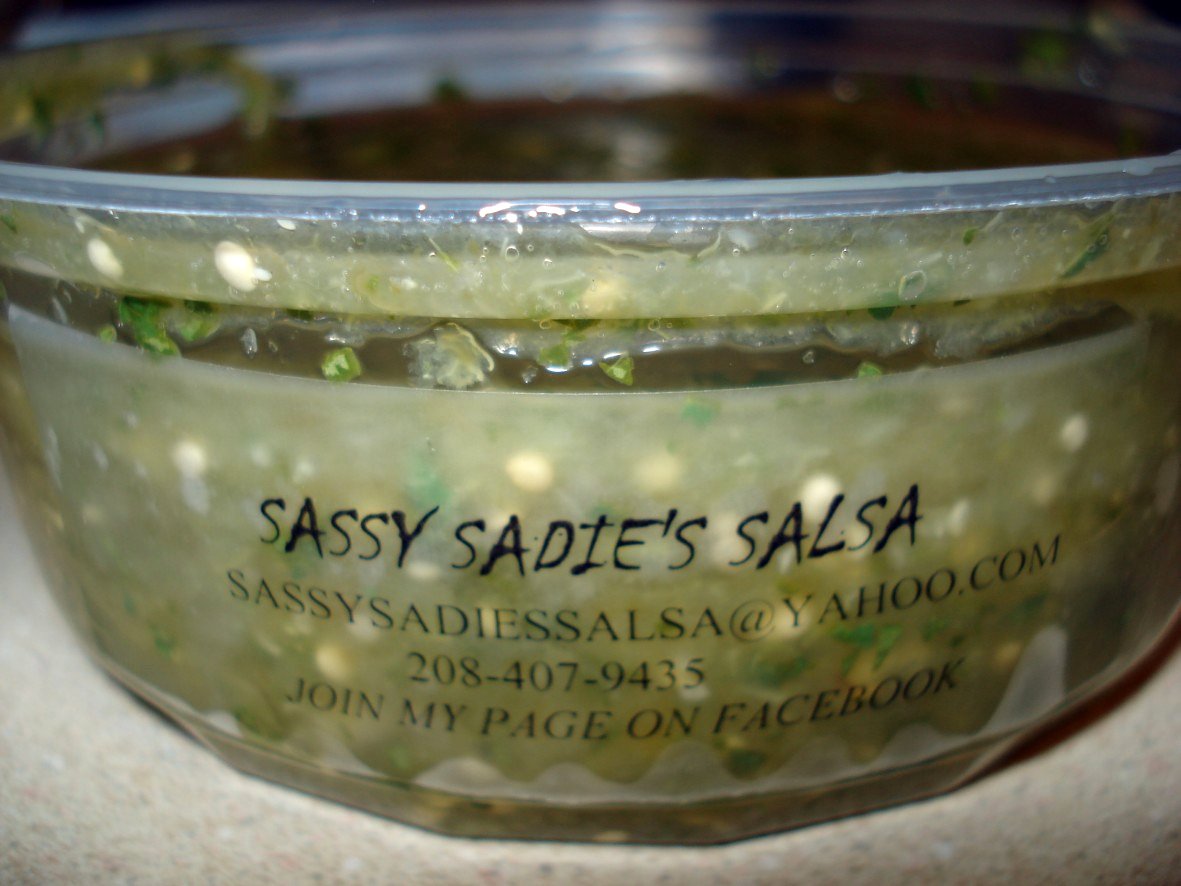 SASSY SADIE'S SALSA
SASSYSADIESSALSA@YAHOO.COM
208-407-9435
JOIN MY PAGE ON FACEBOOK